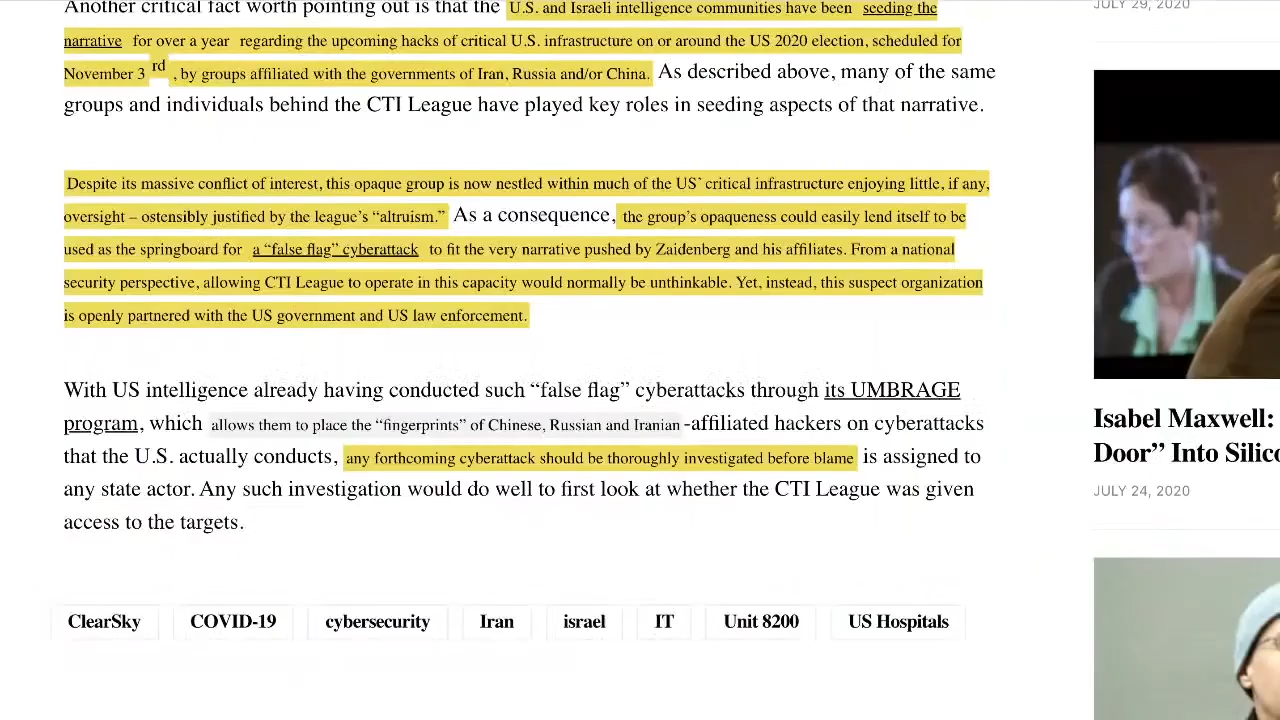 Another critical fact worth pointing out is that the U.S. and Israeli intelligence communities have been seeding the
narrative for over a year regarding the upcoming hacks of critical U.S. infrastructure on or around the US 2020 election, scheduled for
November 3 rd , by groups affiliated with the governments of Iran, Russia and/or China. As described above, many of the same
groups and individuals behind the CTI League have played key roles in seeding aspects of that narrative.
Despite its massive conflict of interest, this opaque group is now nestled within much of the US' critical infrastructure enjoying little, if any,
oversight – ostensibly justified by the league's “altruism.” As a consequence, the group's opaqueness could easily lend itself to be
used as the springboard for a “false flag” cyberattack to fit the very narrative pushed by Zaidenberg and his affiliates. From a national
security perspective, allowing CTI League to operate in this capacity would normally be unthinkable. Yet, instead, this suspect organization
is openly partnered with the US government and US law enforcement.
With US intelligence already having conducted such “false flag” cyberattacks through its UMBRAGE
program, which allows them to place the “fingerprints” of Chinese, Russian and Iranian -affiliated hackers on cyberattacks
that the U.S. actually conducts, any forthcoming cyberattack should be thoroughly investigated before blame is assigned to
any state actor. Any such investigation would do well to first look at whether the CTI League was given
access to the targets.
ClearSky COVID-19 cybersecurity Iran israel IT Unit 8200 US Hospitals
JULY 29, 2020
Isabel Maxwell:
Door” Into Silico
JULY 24, 2020